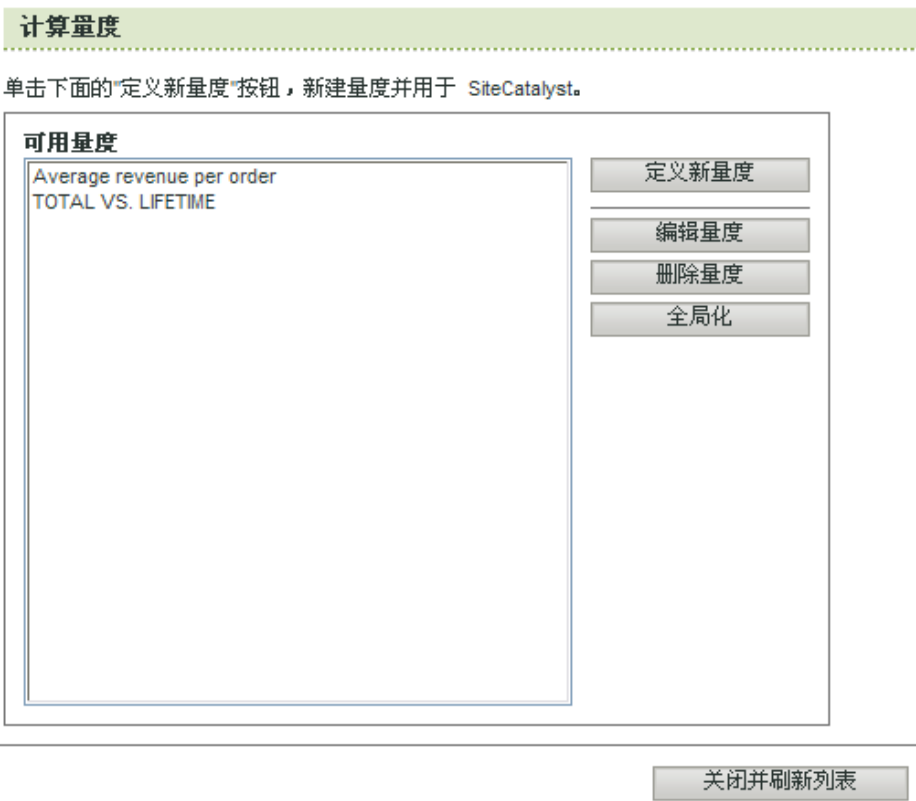 计算量度
单击下面的"定义新量度"按钮，新建量度并用于 SiteCatalyst。
可用量度
Average revenue per order
TOTAL VS. LIFETIME
定义新量度
编辑量度
删除量度
全局化
关闭并刷新列表